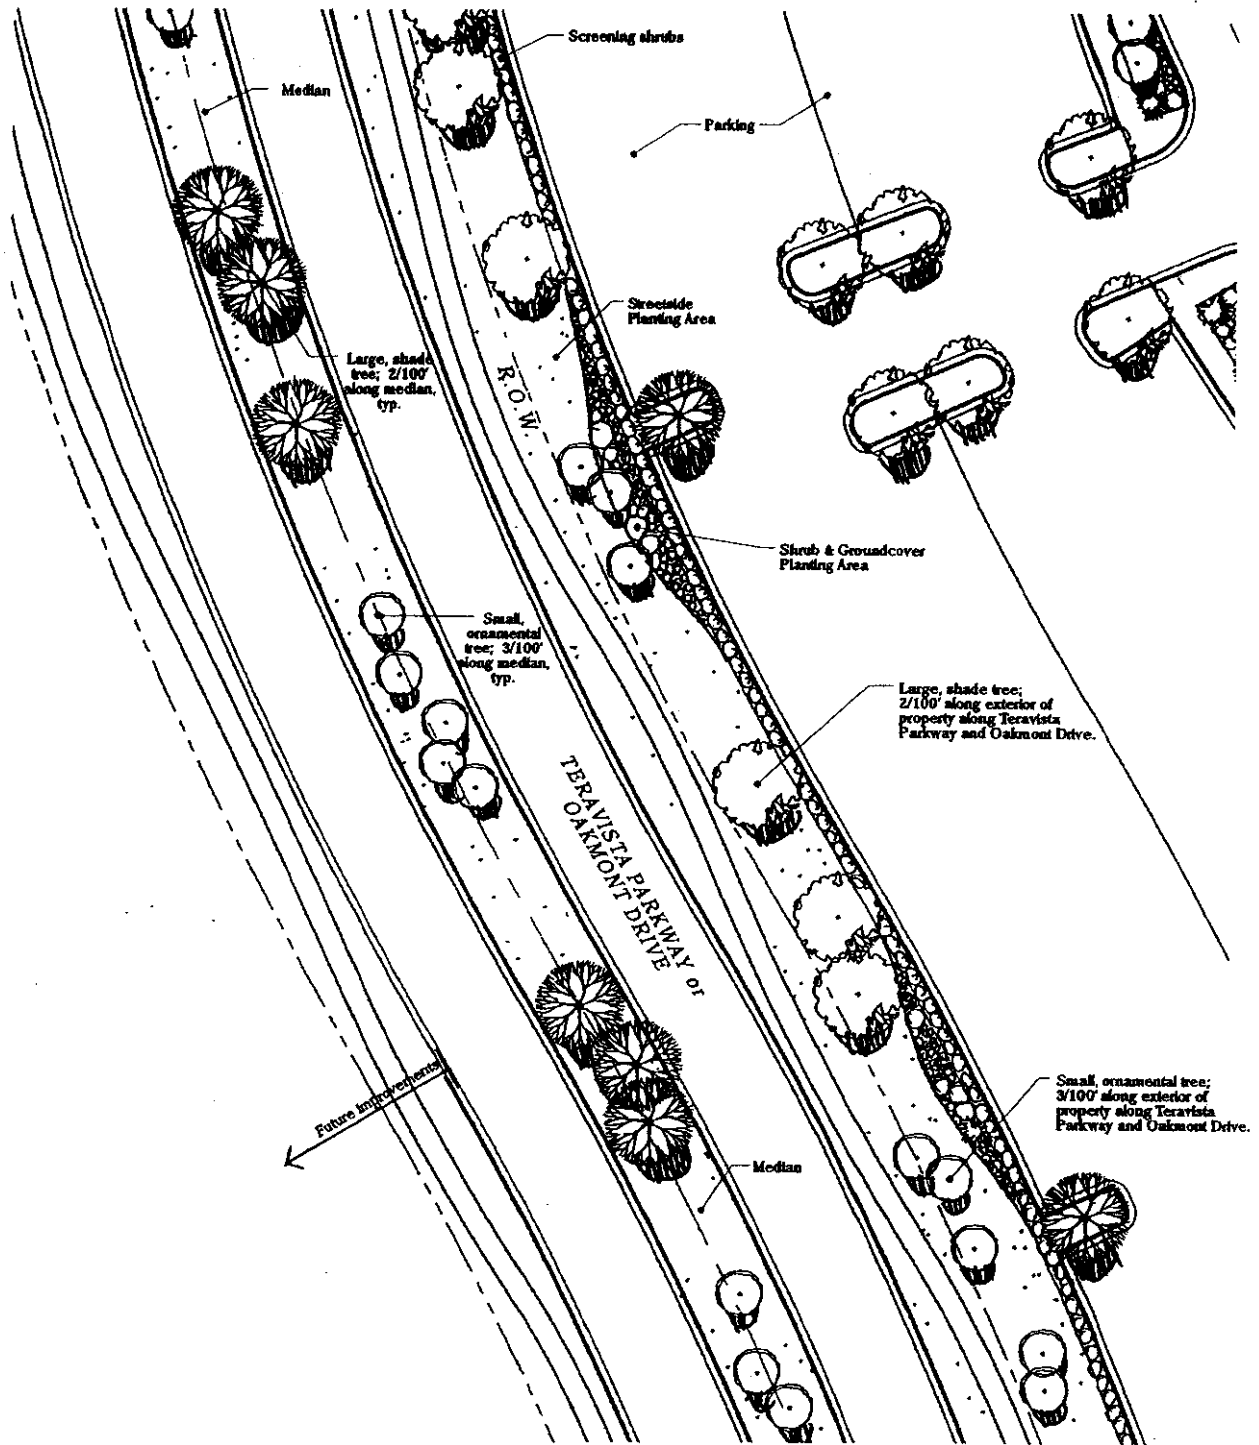 Screening shrubs
Median
Parking
Streetside
Planting Area
Large, shade
tree; 2/100'
along median,
typ.
R.O.W.
Shrub & Groundcover
Planting Area
Small,
ornamental
tree; 3/100'
along median,
typ.
Large, shade tree;
2/100' along exterior of
property along Teravista
Parkway and Oakmont Drive.
TERAVISTA PARKWAY or
OAKMONT DRIVE
Future Improvements
Small, ornamental tree;
3/100' along exterior of
property along Teravista
Parkway and Oakmont Drive.
Median